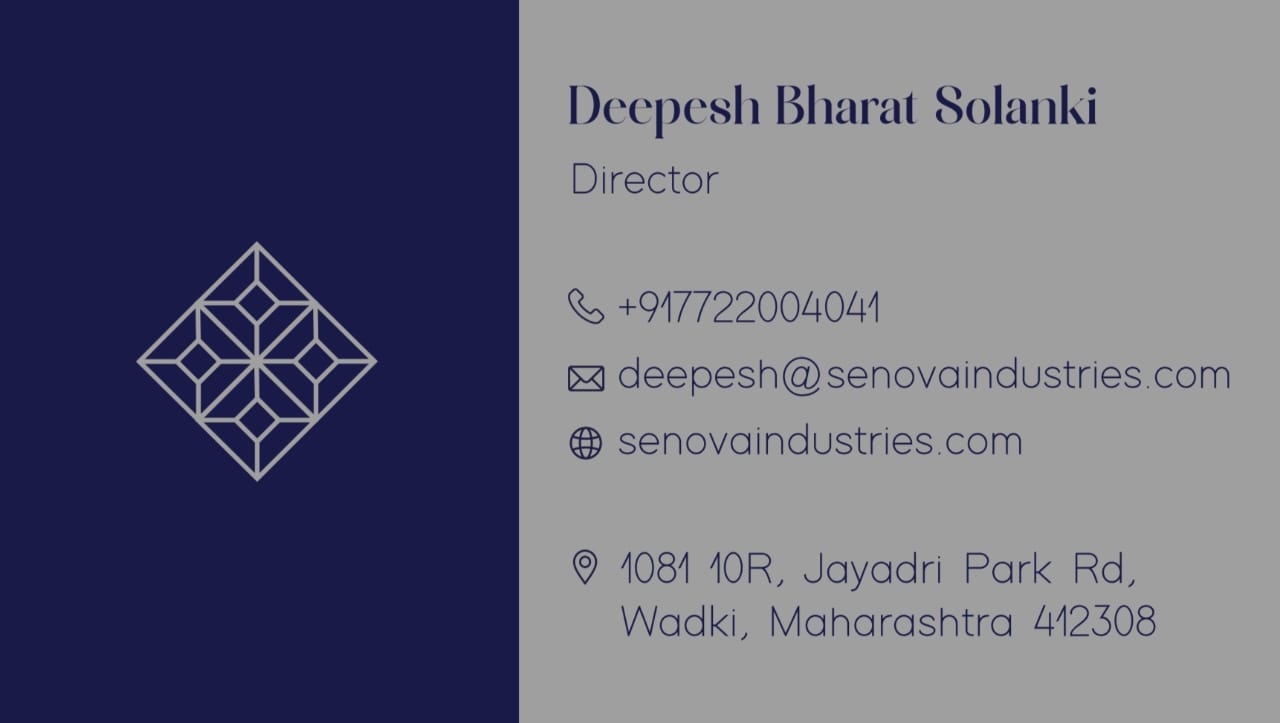 Deepesh Bharat Solanki
Director
+917722004041
deepesh@senovaindustries.com
senovaindustries.com
1081 10R, Jayadri Park Rd,
Wadki, Maharashtra 412308